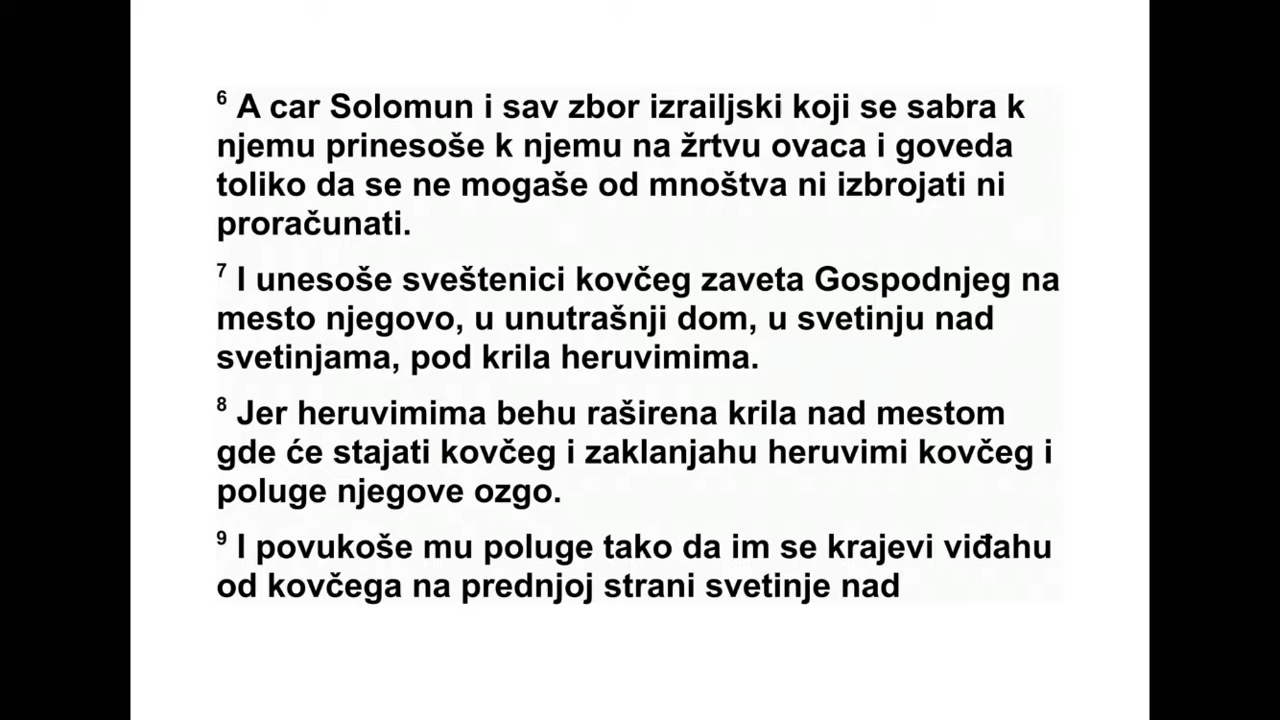 6 A car Solomun i sav zbor izrailjski koji se sabra k
njemu prinesoše k njemu na žrtvu ovaca i goveda
toliko da se ne mogaše od mnoštva ni izbrojati ni
proračunati.
7 I unesoše sveštenici kovčeg zaveta Gospodnjeg na
mesto njegovo, u unutrašnji dom, u svetinju nad
svetinjama, pod krila heruvimima.
8 Jer heruvimima behu raširena krila nad mestom
gde će stajati kovčeg i zaklanjahu heruvimi kovčeg i
poluge njegove ozgo.
9 I povukoše mu poluge tako da im se krajevi viđahu
od kovčega na prednjoj strani svetinje nad